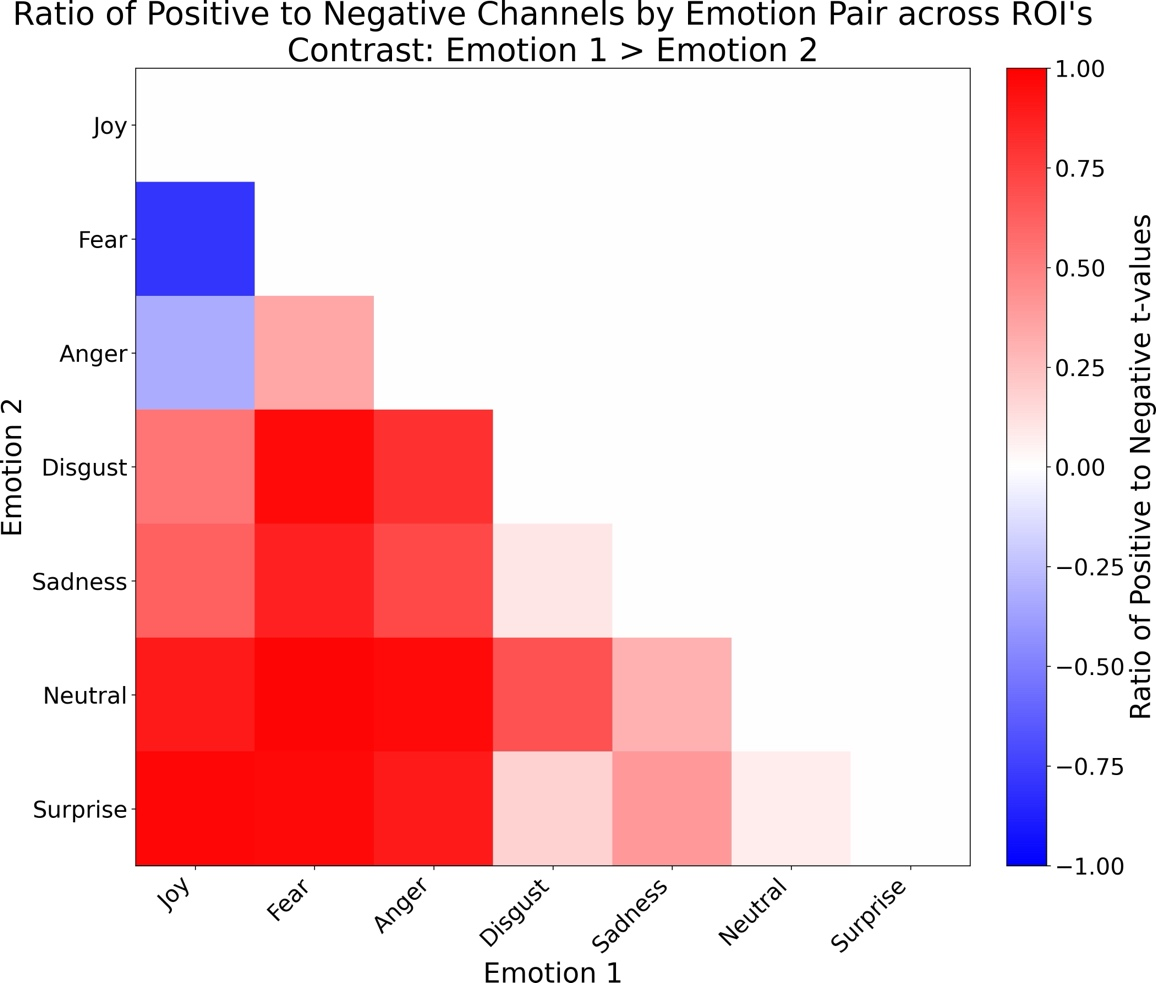 Ratio of Positive to Negative Channels by Emotion Pair across ROI's
Contrast: Emotion 1 > Emotion 2
Emotion 2
Joy
Fear
Anger
Disgust
Sadness
Neutral
Surprise
Joy
Fear
Anger
Disgust
Sadness
Neutral
Surprise
Emotion 1
1.00
0.75
0.50
0.25
0.00
−0.25
−0.50
−0.75
−1.00
Ratio of Positive to Negative t-values